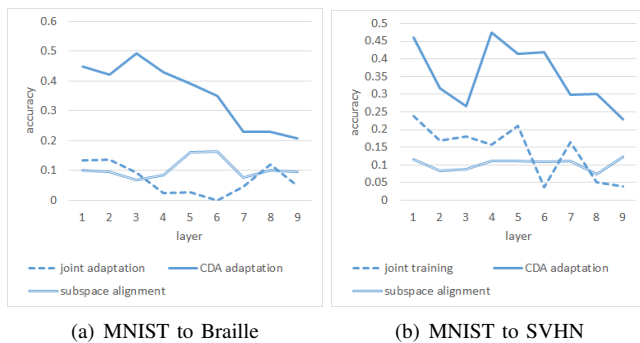 0.6
0.5
0.4
0.3
0.2
0.1
0
accuracy
1 2 3 4 5 6 7 8 9
layer
joint adaptation CDA adaptation
subspace alignment
(a) MNIST to Braille
0.5
0.45
0.4
0.35
0.3
0.25
0.2
0.15
0.1
0.05
0
accuracy
1 2 3 4 5 6 7 8 9
layer
joint training CDA adaptation
subspace alignment
(b) MNIST to SVHN